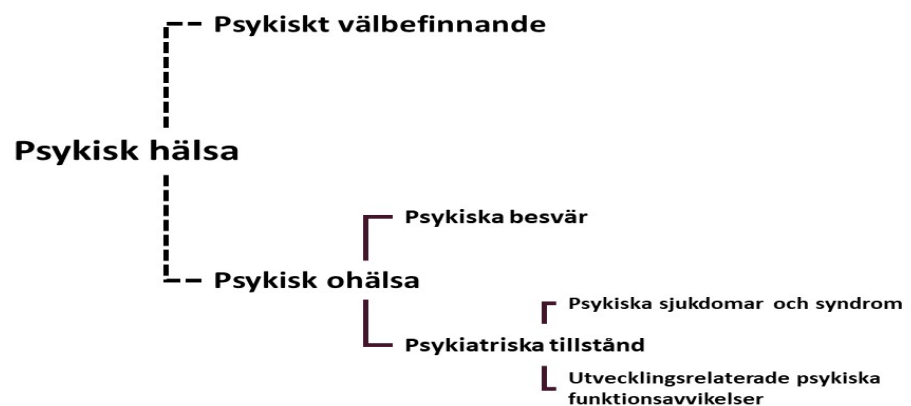 Psykiskt välbefinnande
Psykisk hälsa
Psykiska besvär
Psykisk ohälsa
Psykiska sjukdomar och syndrom
Psykiatriska tillstånd
Utvecklingsrelaterade psykiska
funktionsavvikelser